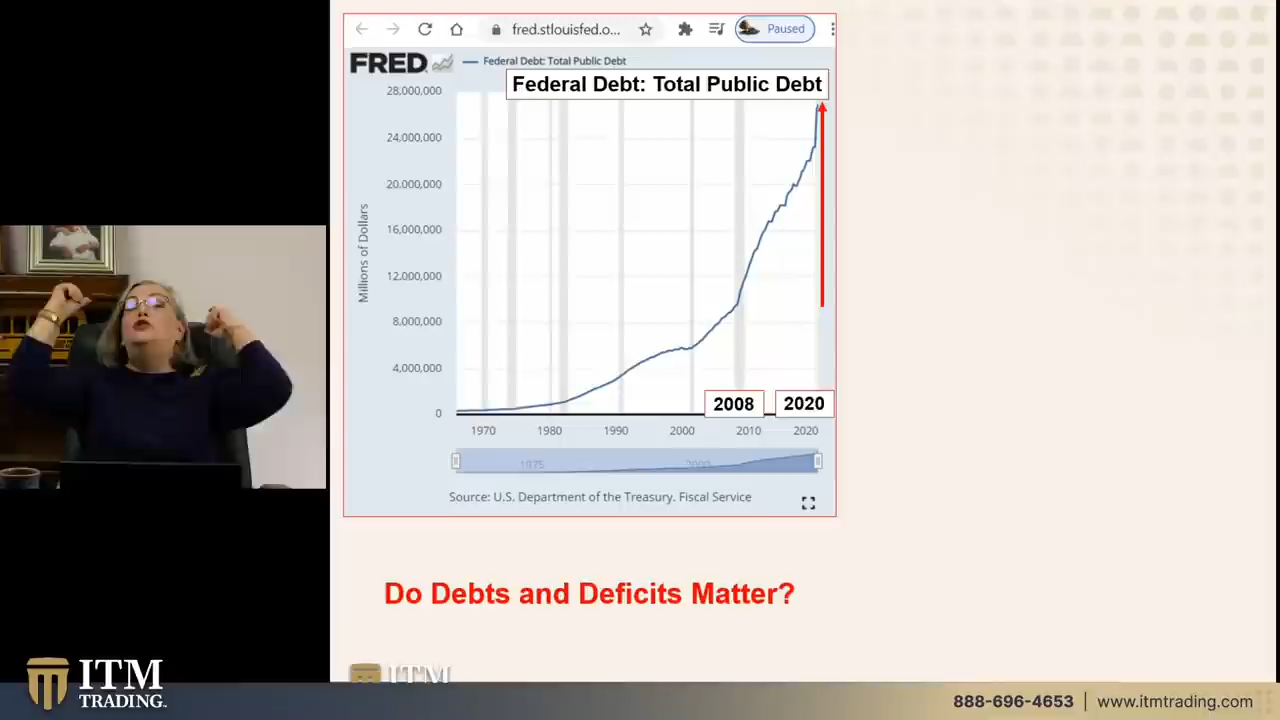 fred.stlouisfed.o...
Paused
FRED
Federal Debt: Total Public Debt
Federal Debt: Total Public Debt
28,000,000
24,000,000
20,000,000
16,000,000
12,000,000
8,000,000
4,000,000
0
Millions of Dollars
2008
2020
1970
1980
1990
2000
2010
2020
1975
2000
Source: U.S. Department of the Treasury. Fiscal Service
Do Debts and Deficits Matter?
ITM
ITM
TRADING.
888-696-4653 | www.itmtrading.com